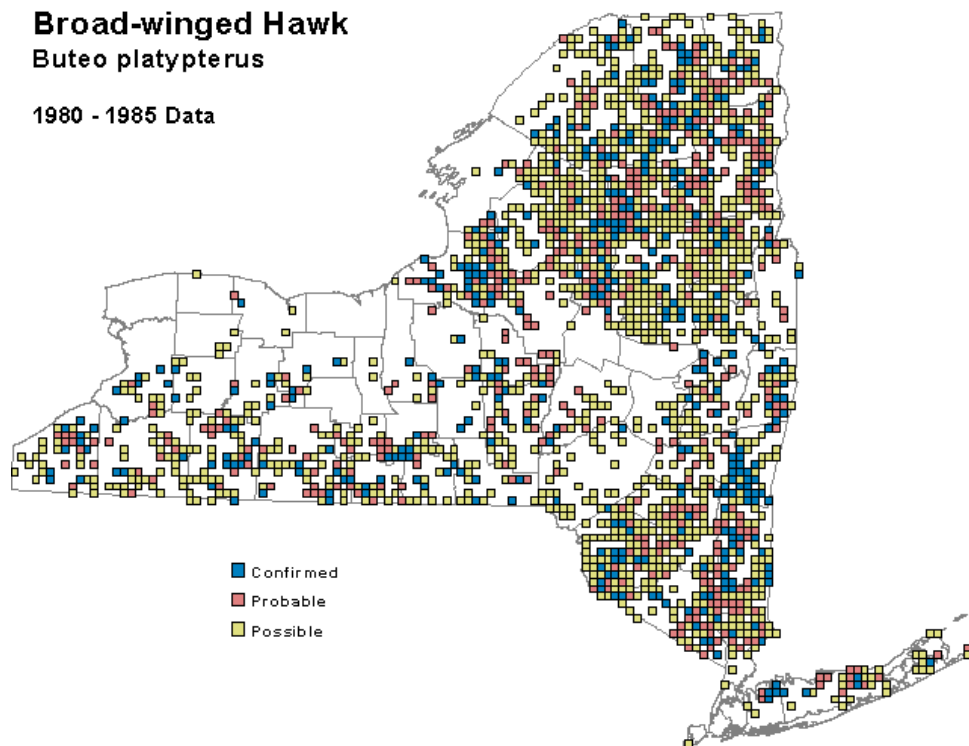 Broad-winged Hawk
Buteo platypterus
1980 - 1985 Data
Confirmed
Probable
Possible